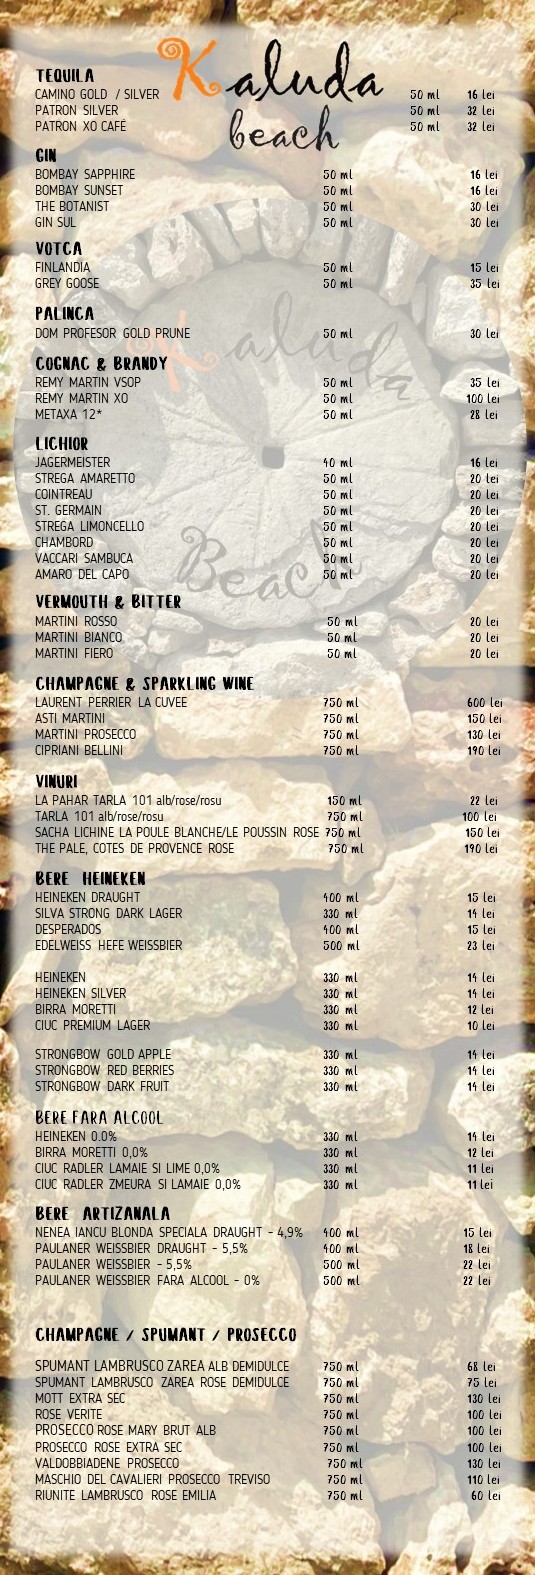 Kaluda
beach
TEQUILA
CAMINO GOLD / SILVER 50 ml 16 lei
PATRON SILVER 50 ml 32 lei
PATRON XO CAFÉ 50 ml 32 lei
GIN
BOMBAY SAPPHIRE 50 ml 16 lei
BOMBAY SUNSET 50 ml 16 lei
THE BOTANIST 50 ml 30 lei
GIN SUL 50 ml 30 lei
VOTCA
FINLANDIA 50 ml 15 lei
GREY GOOSE 50 ml 35 lei
PALINCA
DOM PROFESOR GOLD PRUNE 50 ml 30 lei
Kaluda
COGNAC & BRANDY
REMY MARTIN VSOP 50 ml 35 lei
REMY MARTIN XO 50 ml 100 lei
METAXA 12* 50 ml 28 lei
LICHIOR
JAGERMEISTER 40 ml 16 lei
STREGA AMARETTO 50 ml 20 lei
COINTREAU 50 ml 20 lei
ST. GERMAIN 50 ml 20 lei
STREGA LIMONCELLO 50 ml 20 lei
CHAMBORD 50 ml 20 lei
VACCARI SAMBUCA 50 ml 20 lei
AMARO DEL CAPO 50 ml 20 lei
Beach
VERMOUTH & BITTER
MARTINI ROSSO 50 ml 20 lei
MARTINI BIANCO 50 ml 20 lei
MARTINI FIERO 50 ml 20 lei
CHAMPAGNE & SPARKLING WINE
LAURENT PERRIER LA CUVEE 750 ml 600 lei
ASTI MARTINI 750 ml 150 lei
MARTINI PROSECCO 750 ml 130 lei
CIPRIANI BELLINI 750 ml 190 lei
VINURI
LA PAHAR TARLA 101 alb/rose/rosu 150 ml 22 lei
TARLA 101 alb/rose/rosu 750 ml 100 lei
SACHA LICHINE LA POULE BLANCHE/LE POUSSIN ROSE 750 ml 150 lei
THE PALE, COTES DE PROVENCE ROSE 750 ml 190 lei
BERE HEINEKEN
HEINEKEN DRAUGHT 400 ml 15 lei
SILVA STRONG DARK LAGER 330 ml 14 lei
DESPERADOS 400 ml 15 lei
EDELWEISS HEFE WEISSBIER 500 ml 23 lei
HEINEKEN 330 ml 14 lei
HEINEKEN SILVER 330 ml 14 lei
BIRRA MORETTI 330 ml 12 lei
CIUC PREMIUM LAGER 330 ml 10 lei
STRONGBOW GOLD APPLE 330 ml 14 lei
STRONGBOW RED BERRIES 330 ml 14 lei
STRONGBOW DARK FRUIT 330 ml 14 lei
BERE FARA ALCOOL
HEINEKEN 0.0% 330 ml 14 lei
BIRRA MORETTI 0,0% 330 ml 12 lei
CIUC RADLER LAMAIE SI LIME 0,0% 330 ml 11 lei
CIUC RADLER ZMEURA SI LAMAIE 0,0% 330 ml 11 lei
BERE ARTIZANALA
NENEA IANCU BLONDA SPECIALA DRAUGHT - 4,9% 400 ml 15 lei
PAULANER WEISSBIER DRAUGHT - 5,5% 400 ml 18 lei
PAULANER WEISSBIER - 5,5% 500 ml 22 lei
PAULANER WEISSBIER FARA ALCOOL - 0% 500 ml 22 lei
CHAMPAGNE / SPUMANT / PROSECCO
SPUMANT LAMBRUSCO ZAREA ALB DEMIDULCE 750 ml 68 lei
SPUMANT LAMBRUSCO ZAREA ROSE DEMIDULCE 750 ml 75 lei
MOTT EXTRA SEC 750 ml 130 lei
ROSE VERITE 750 ml 100 lei
PROSECCO ROSE MARY BRUT ALB 750 ml 100 lei
PROSECCO ROSE EXTRA SEC 750 ml 100 lei
VALDOBBIADENE PROSECCO 750 ml 130 lei
MASCHIO DEL CAVALIERI PROSECCO TREVISO 750 ml 110 lei
RIUNITE LAMBRUSCO ROSE EMILIA 750 ml 60 lei